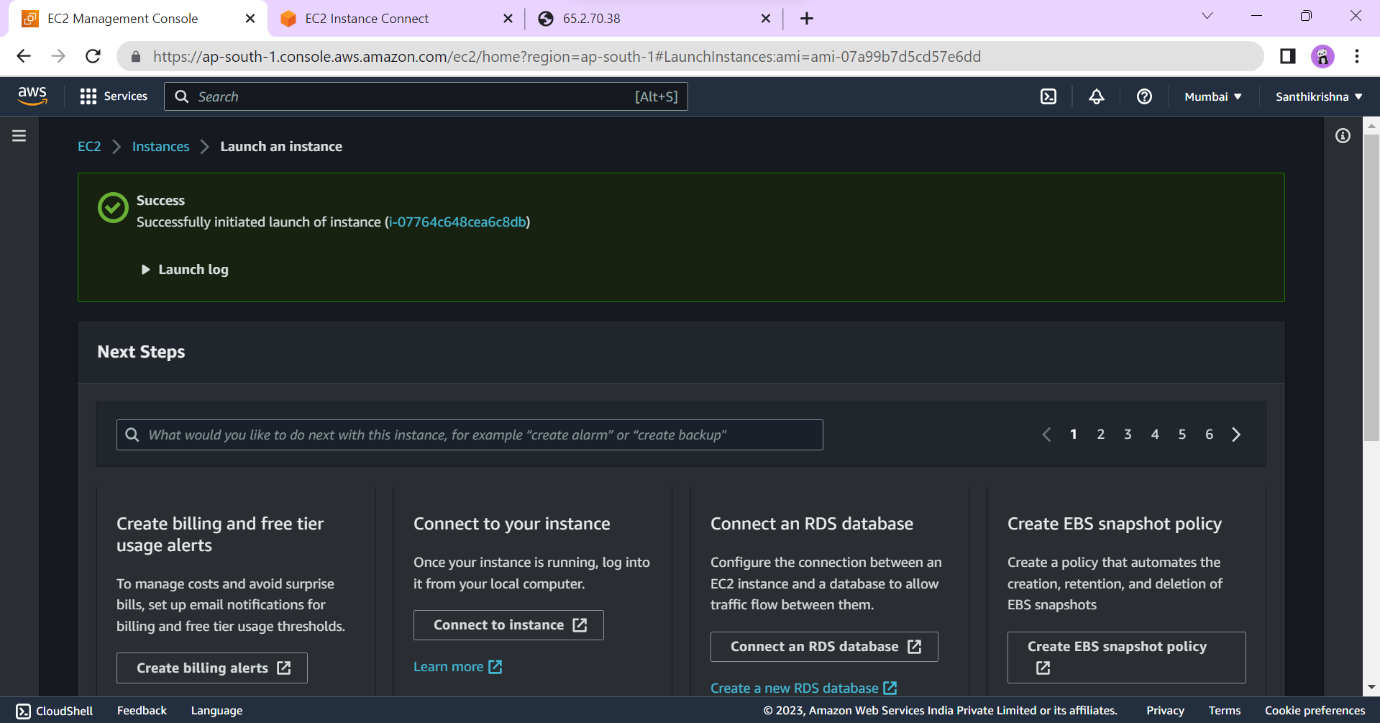 EC2 Management Console
EC2 Instance Connect
65.2.70.38
https://ap-south-1.console.aws.amazon.com/ec2/home?region=ap-south-1#LaunchInstances:ami=ami-07a99b7d5cd57e6dd
aws
Services
Search
[Alt+S]
Mumbai
Santhikrishna
EC2
Instances
Launch an instance
Success
Successfully initiated launch of instance (i-07764c648cea6c8db)
Launch log
Next Steps
What would you like to do next with this instance, for example “create alarm” or “create backup"
1 2 3 4 5 6
Create billing and free tier
usage alerts
To manage costs and avoid surprise
bills, set up email notifications for
billing and free tier usage thresholds.
Create billing alerts
Connect to your instance
Once your instance is running, log into
it from your local computer.
Connect to instance
Learn more
Connect an RDS database
Configure the connection between an
EC2 instance and a database to allow
traffic flow between them.
Connect an RDS database
Create a new RDS database
Create EBS snapshot policy
Create a policy that automates the
creation, retention, and deletion of
EBS snapshots
Create EBS snapshot policy
CloudShell
Feedback
Language
© 2023, Amazon Web Services India Private Limited or its affiliates.
Privacy
Terms
Cookie preferences